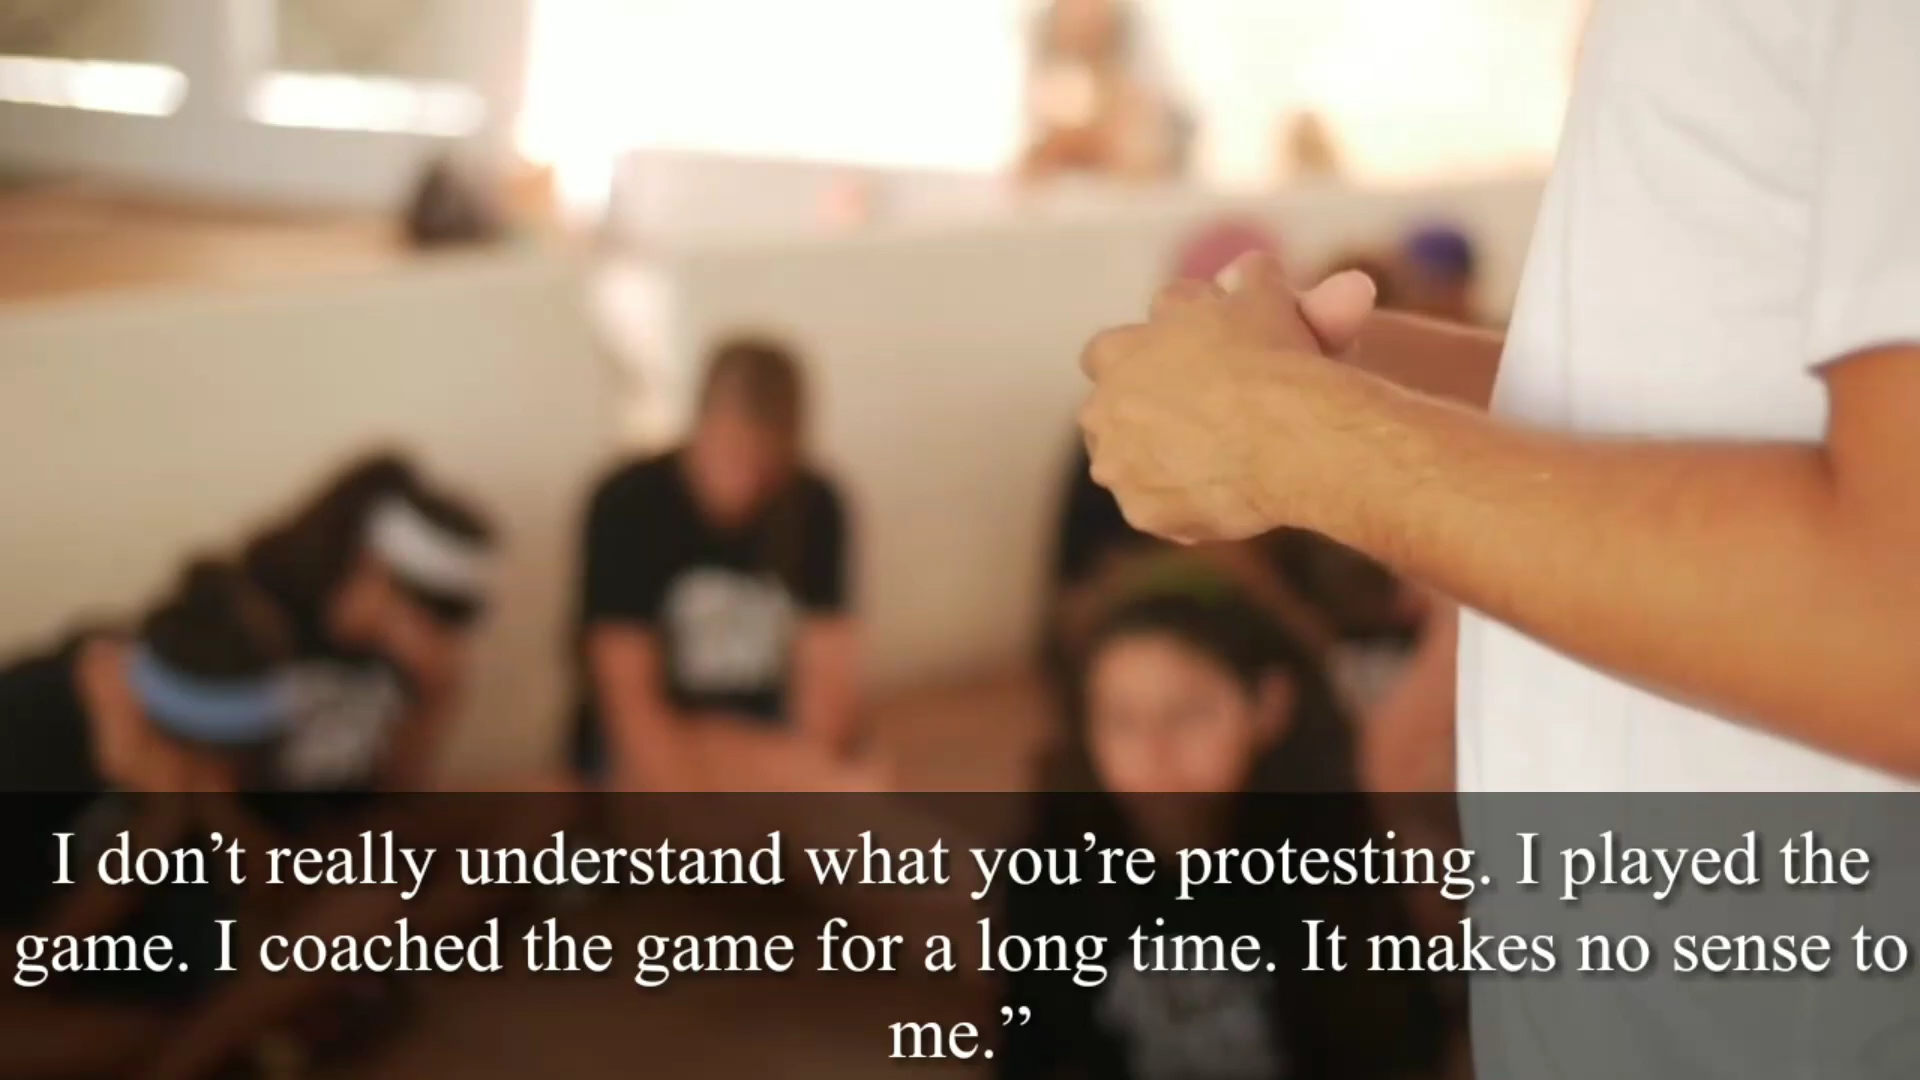 I don’t really understand what you’re protesting. I played the
game. I coached the game for a long time. It makes no sense to
me.”